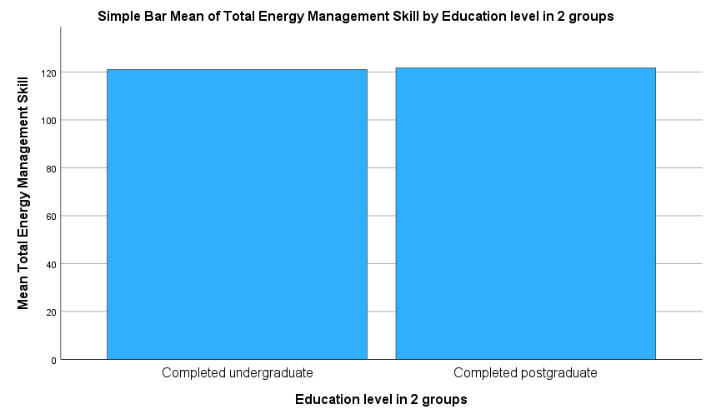 Simple Bar Mean of Total Energy Management Skill by Education level in 2 groups
Mean Total Energy Management Skill
120
100
80
60
40
20
0
Completed undergraduate
Completed postgraduate
Education level in 2 groups